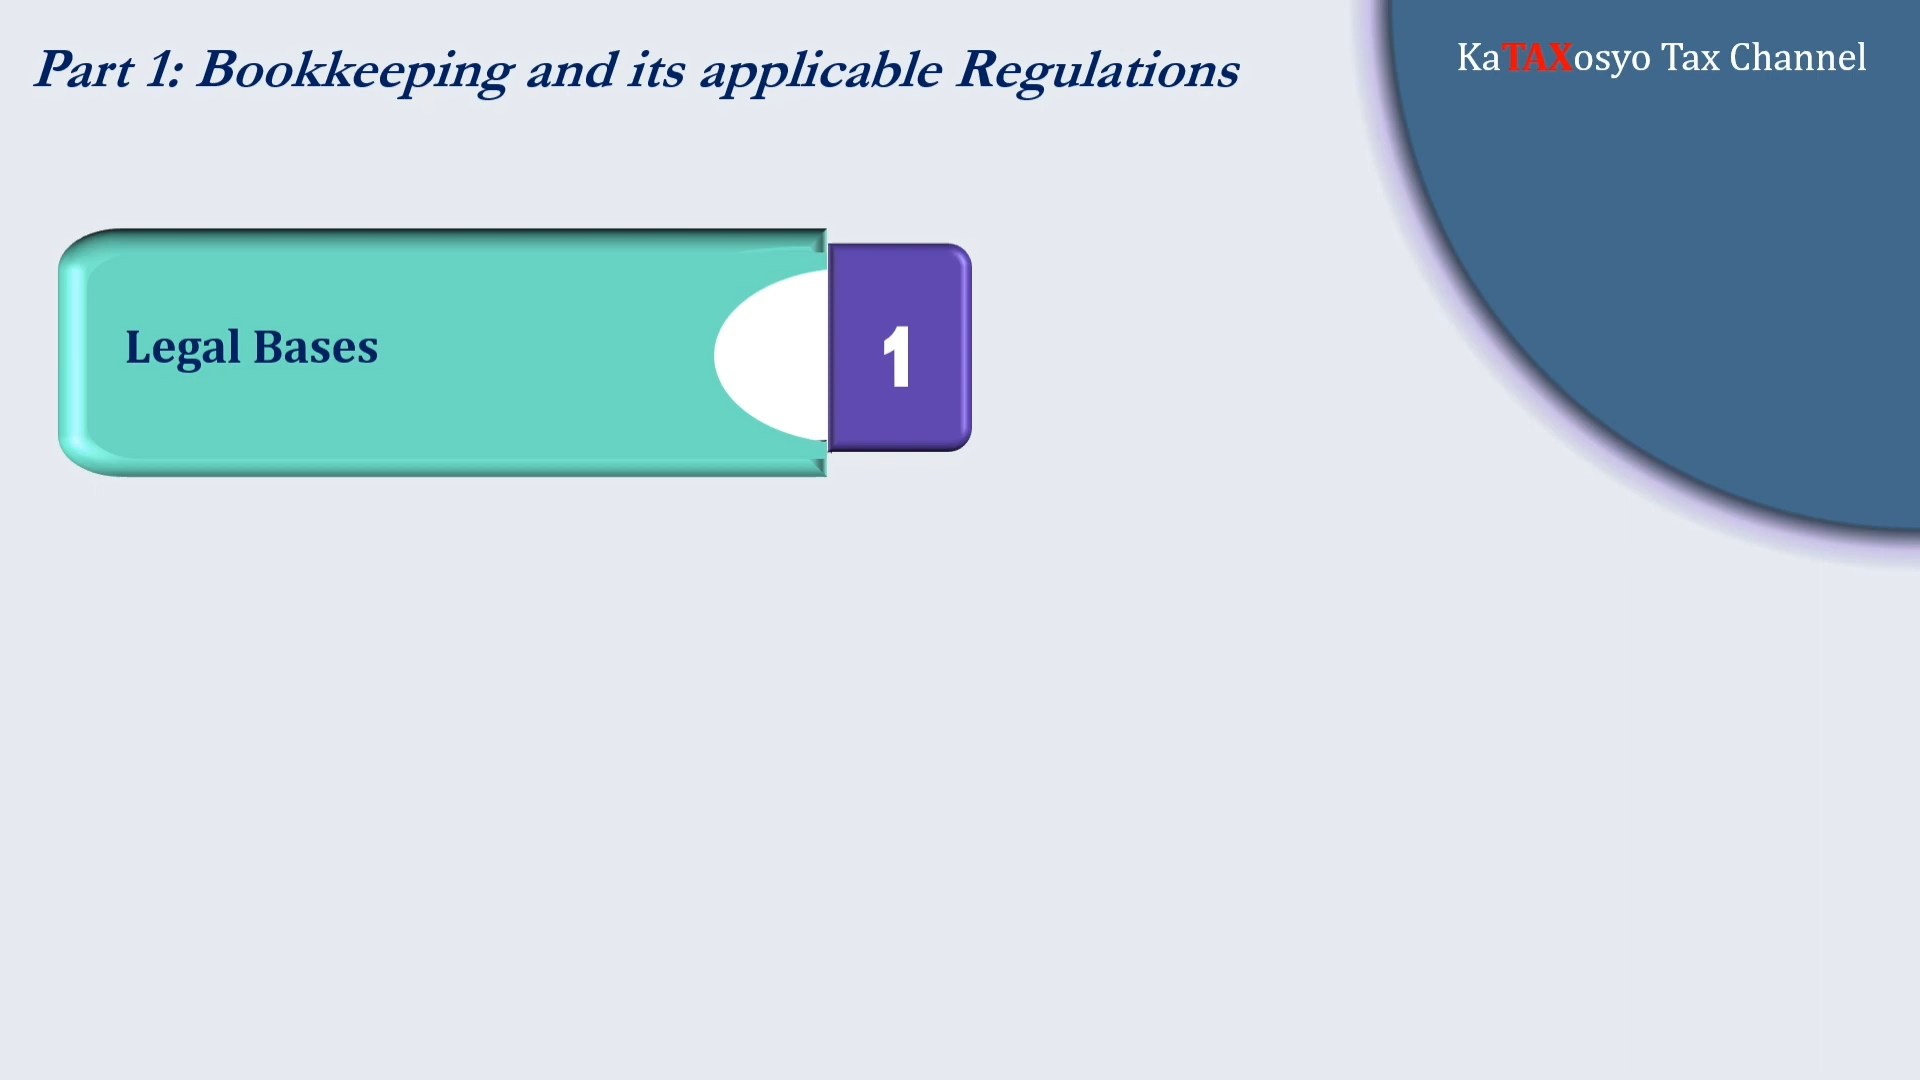 Part 1: Bookkeeping and its applicable Regulations
KaTAXosyo Tax Channel
Legal Bases
1